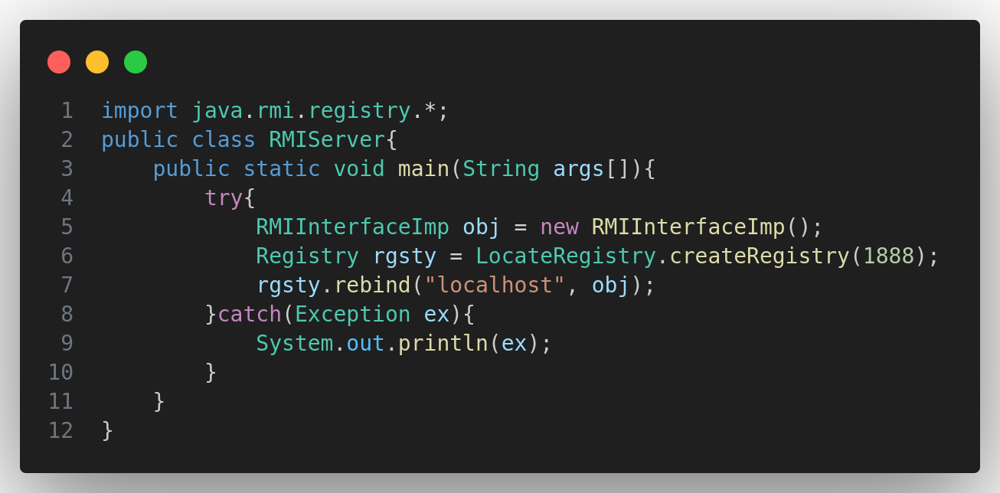 1 import java.rmi.registry.*;
2 public class RMIServer{
3     public static void main(String args[]){
4         try{
5             RMIInterfaceImp obj = new RMIInterfaceImp();
6             Registry rgsty = LocateRegistry.createRegistry(1888);
7             rgsty.rebind("localhost", obj);
8         }catch(Exception ex){
9             System.out.println(ex);
10         }
11     }
12 }